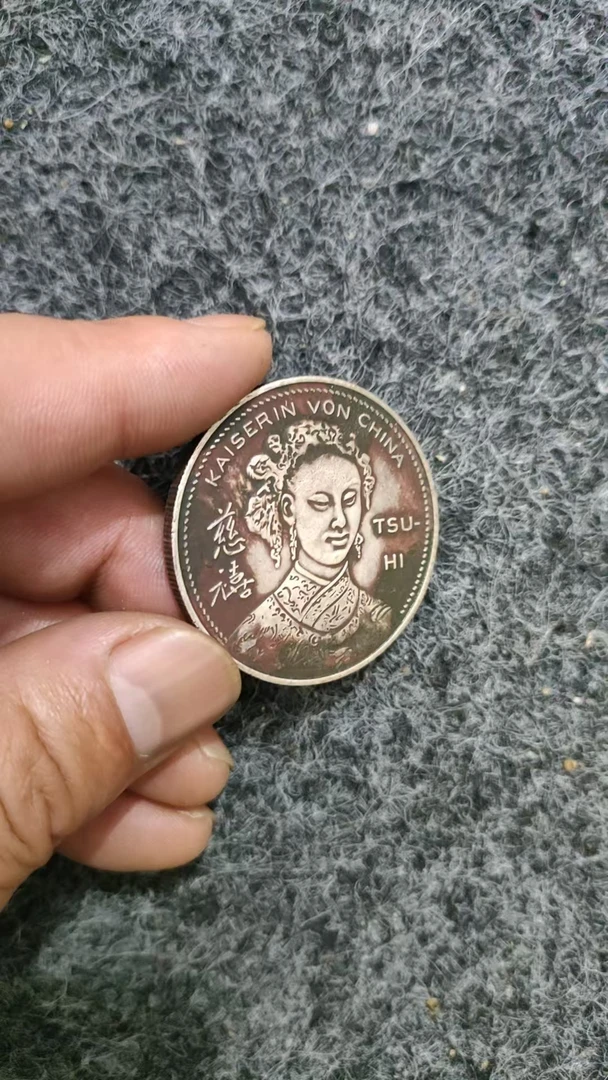 KAISERIN VON CHINA
慈禧
TSU-
HI